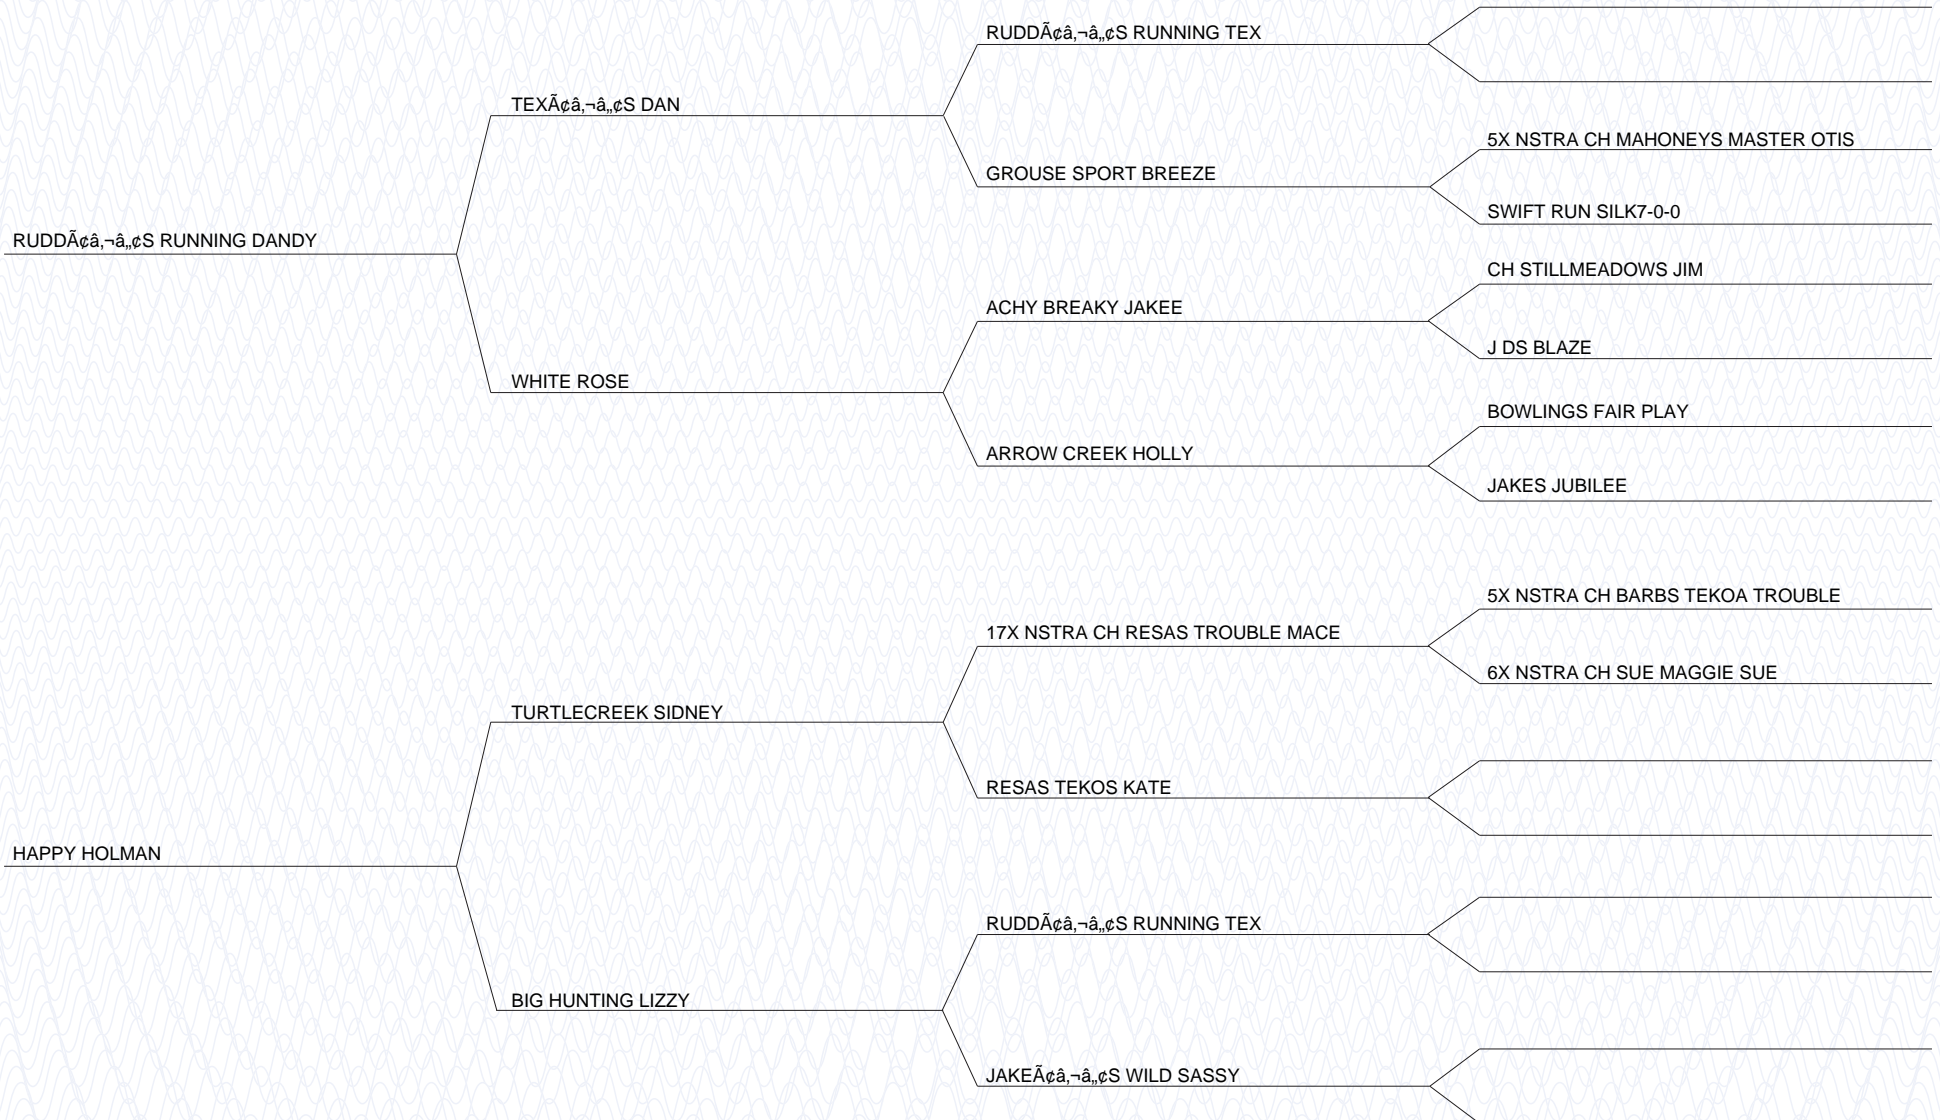 RUDDÃ¢â‚¬â„¢S RUNNING TEX
TEXÃ¢â‚¬â„¢S DAN
5X NSTRA CH MAHONEYS MASTER OTIS
GROUSE SPORT BREEZE
SWIFT RUN SILK7-0-0
RUDDÃ¢â‚¬â„¢S RUNNING DANDY
CH STILLMEADOWS JIM
ACHY BREAKY JAKEE
J DS BLAZE
WHITE ROSE
BOWLINGS FAIR PLAY
ARROW CREEK HOLLY
JAKES JUBILEE
5X NSTRA CH BARBS TEKOA TROUBLE
17X NSTRA CH RESAS TROUBLE MACE
6X NSTRA CH SUE MAGGIE SUE
TURTLECREEK SIDNEY
RESAS TEKOS KATE
HAPPY HOLMAN
RUDDÃ¢â‚¬â„¢S RUNNING TEX
BIG HUNTING LIZZY
JAKEÃ¢â‚¬â„¢S WILD SASSY